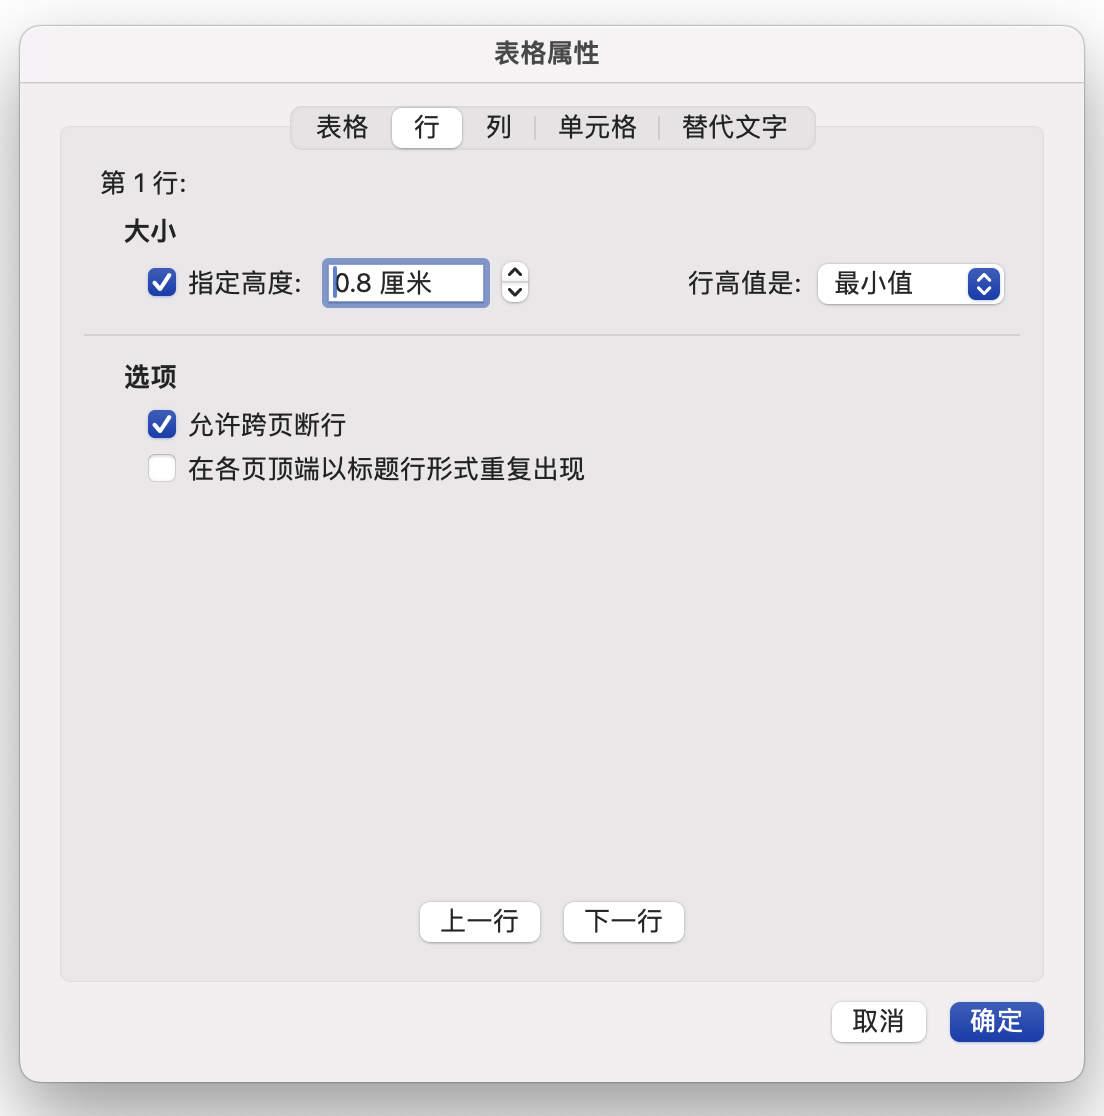 表格属性
表格 行 列 单元格 替代文字
第 1 行:
大小
指定高度: 0.8 厘米 行高值是: 最小值
选项
允许跨页断行
在各页顶端以标题行形式重复出现
上一行 下一行
取消 确定